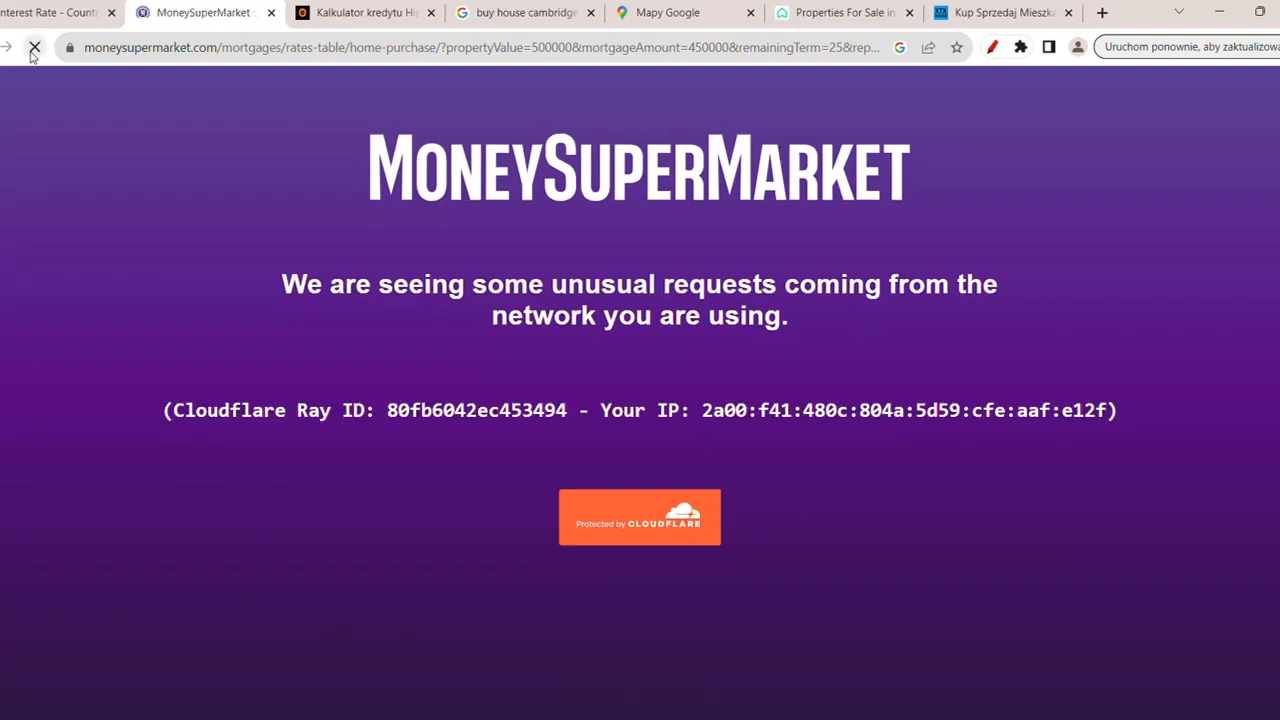 nterest Rate - Count
MoneySuperMarket
Kalkulator kredytu Hip
buy house cambridge
Mapy Google
Properties For Sale in
Kup Sprzedaj Mieszka
moneysupermarket.com/mortgages/rates-table/home-purchase/?propertyValue=500000&mortgageAmount=450000&remainingTerm=25&rep...
Uruchom ponownie, aby zaktualizowa
MONEYSUPERMARKET
We are seeing some unusual requests coming from the
network you are using.
(Cloudflare Ray ID: 80fb6042ec453494 - Your IP: 2a00:f41:480c:804a:5d59:cfe:aaf:e12f)
Protected by CLOUDFLARE